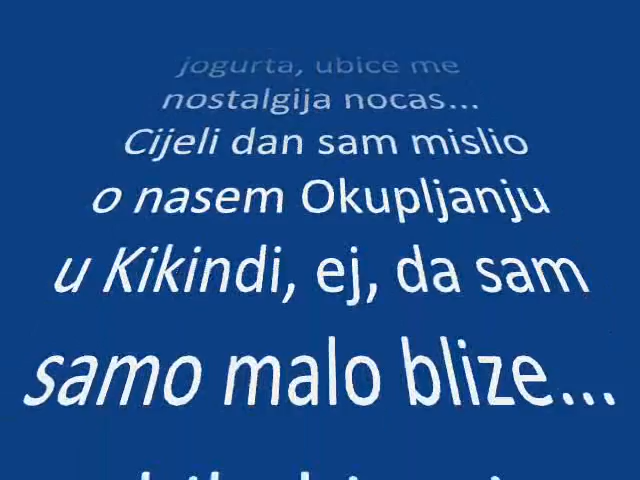 jogurta, ubice me
nostalgija nocas...
Cijeli dan sam mislio
o nasem Okupljanju
u Kikindi, ej, da sam
samo malo blize...